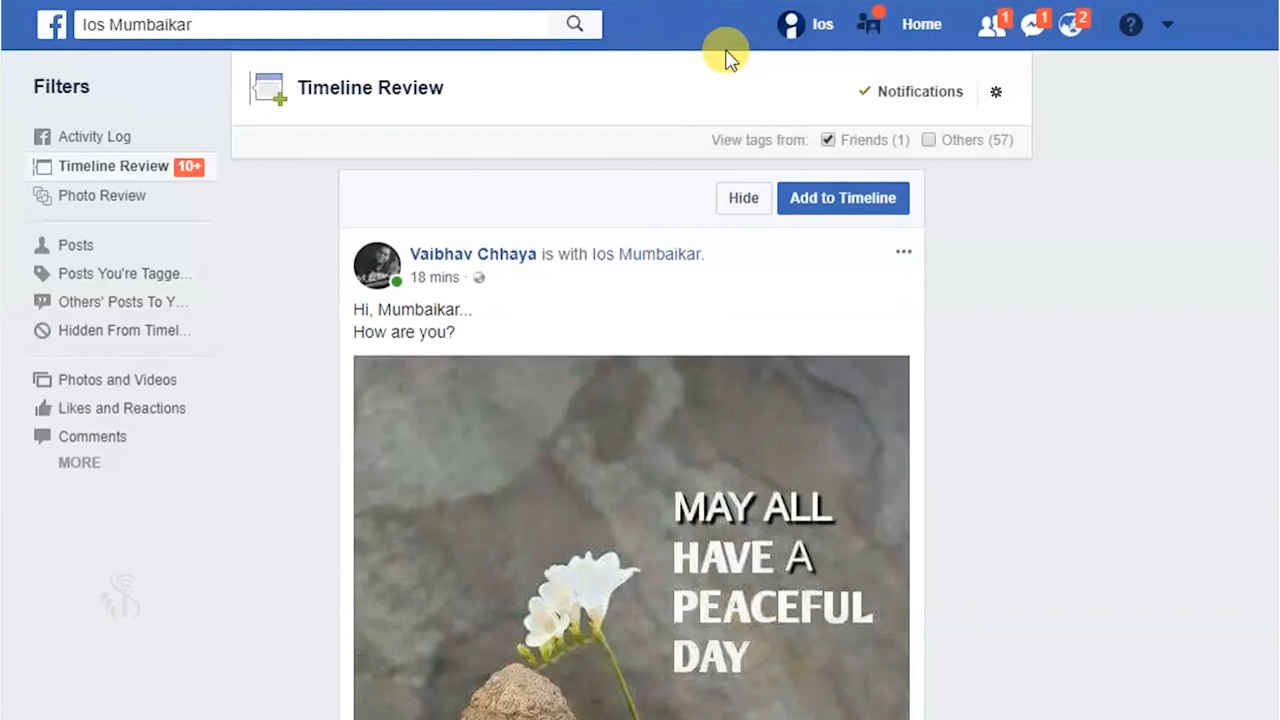 Ios Mumbaikar
Ios
Home
1
1
2
Filters
Activity Log
Timeline Review 10+
Photo Review
Posts
Posts You're Tagge...
Others' Posts To Y...
Hidden From Timel...
Photos and Videos
Likes and Reactions
Comments
MORE
Timeline Review
Notifications
View tags from: Friends (1) Others (57)
Hide
Add to Timeline
Vaibhav Chhaya is with Ios Mumbaikar.
18 mins ·
Hi, Mumbaikar...
How are you?
MAY ALL
HAVE A
PEACEFUL
DAY